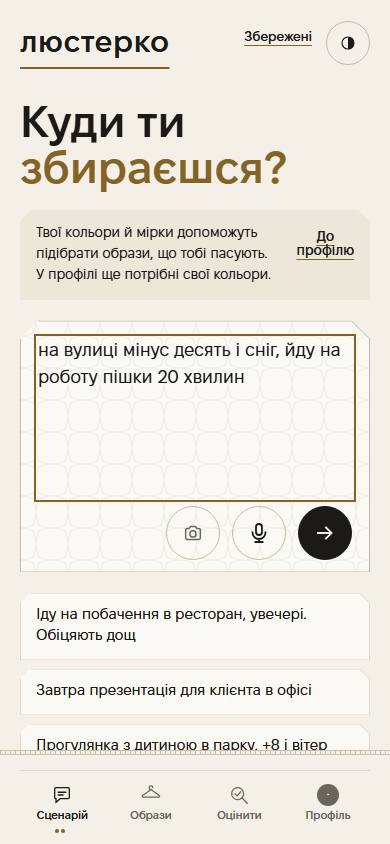 люстерко
Збережені
Куди ти
збираєшся?
Твої кольори й мірки допоможуть
підібрати образи, що тобі пасують.
У профілі ще потрібні свої кольори.
До
профілю
на вулиці мінус десять і сніг, йду на
роботу пішки 20 хвилин
Іду на побачення в ресторан, увечері.
Обіцяють дощ
Завтра презентація для клієнта в офісі
Прогулянка з дитиною в парку, +8 і вітер
Сценарій
Образи
Оцінити
Профіль